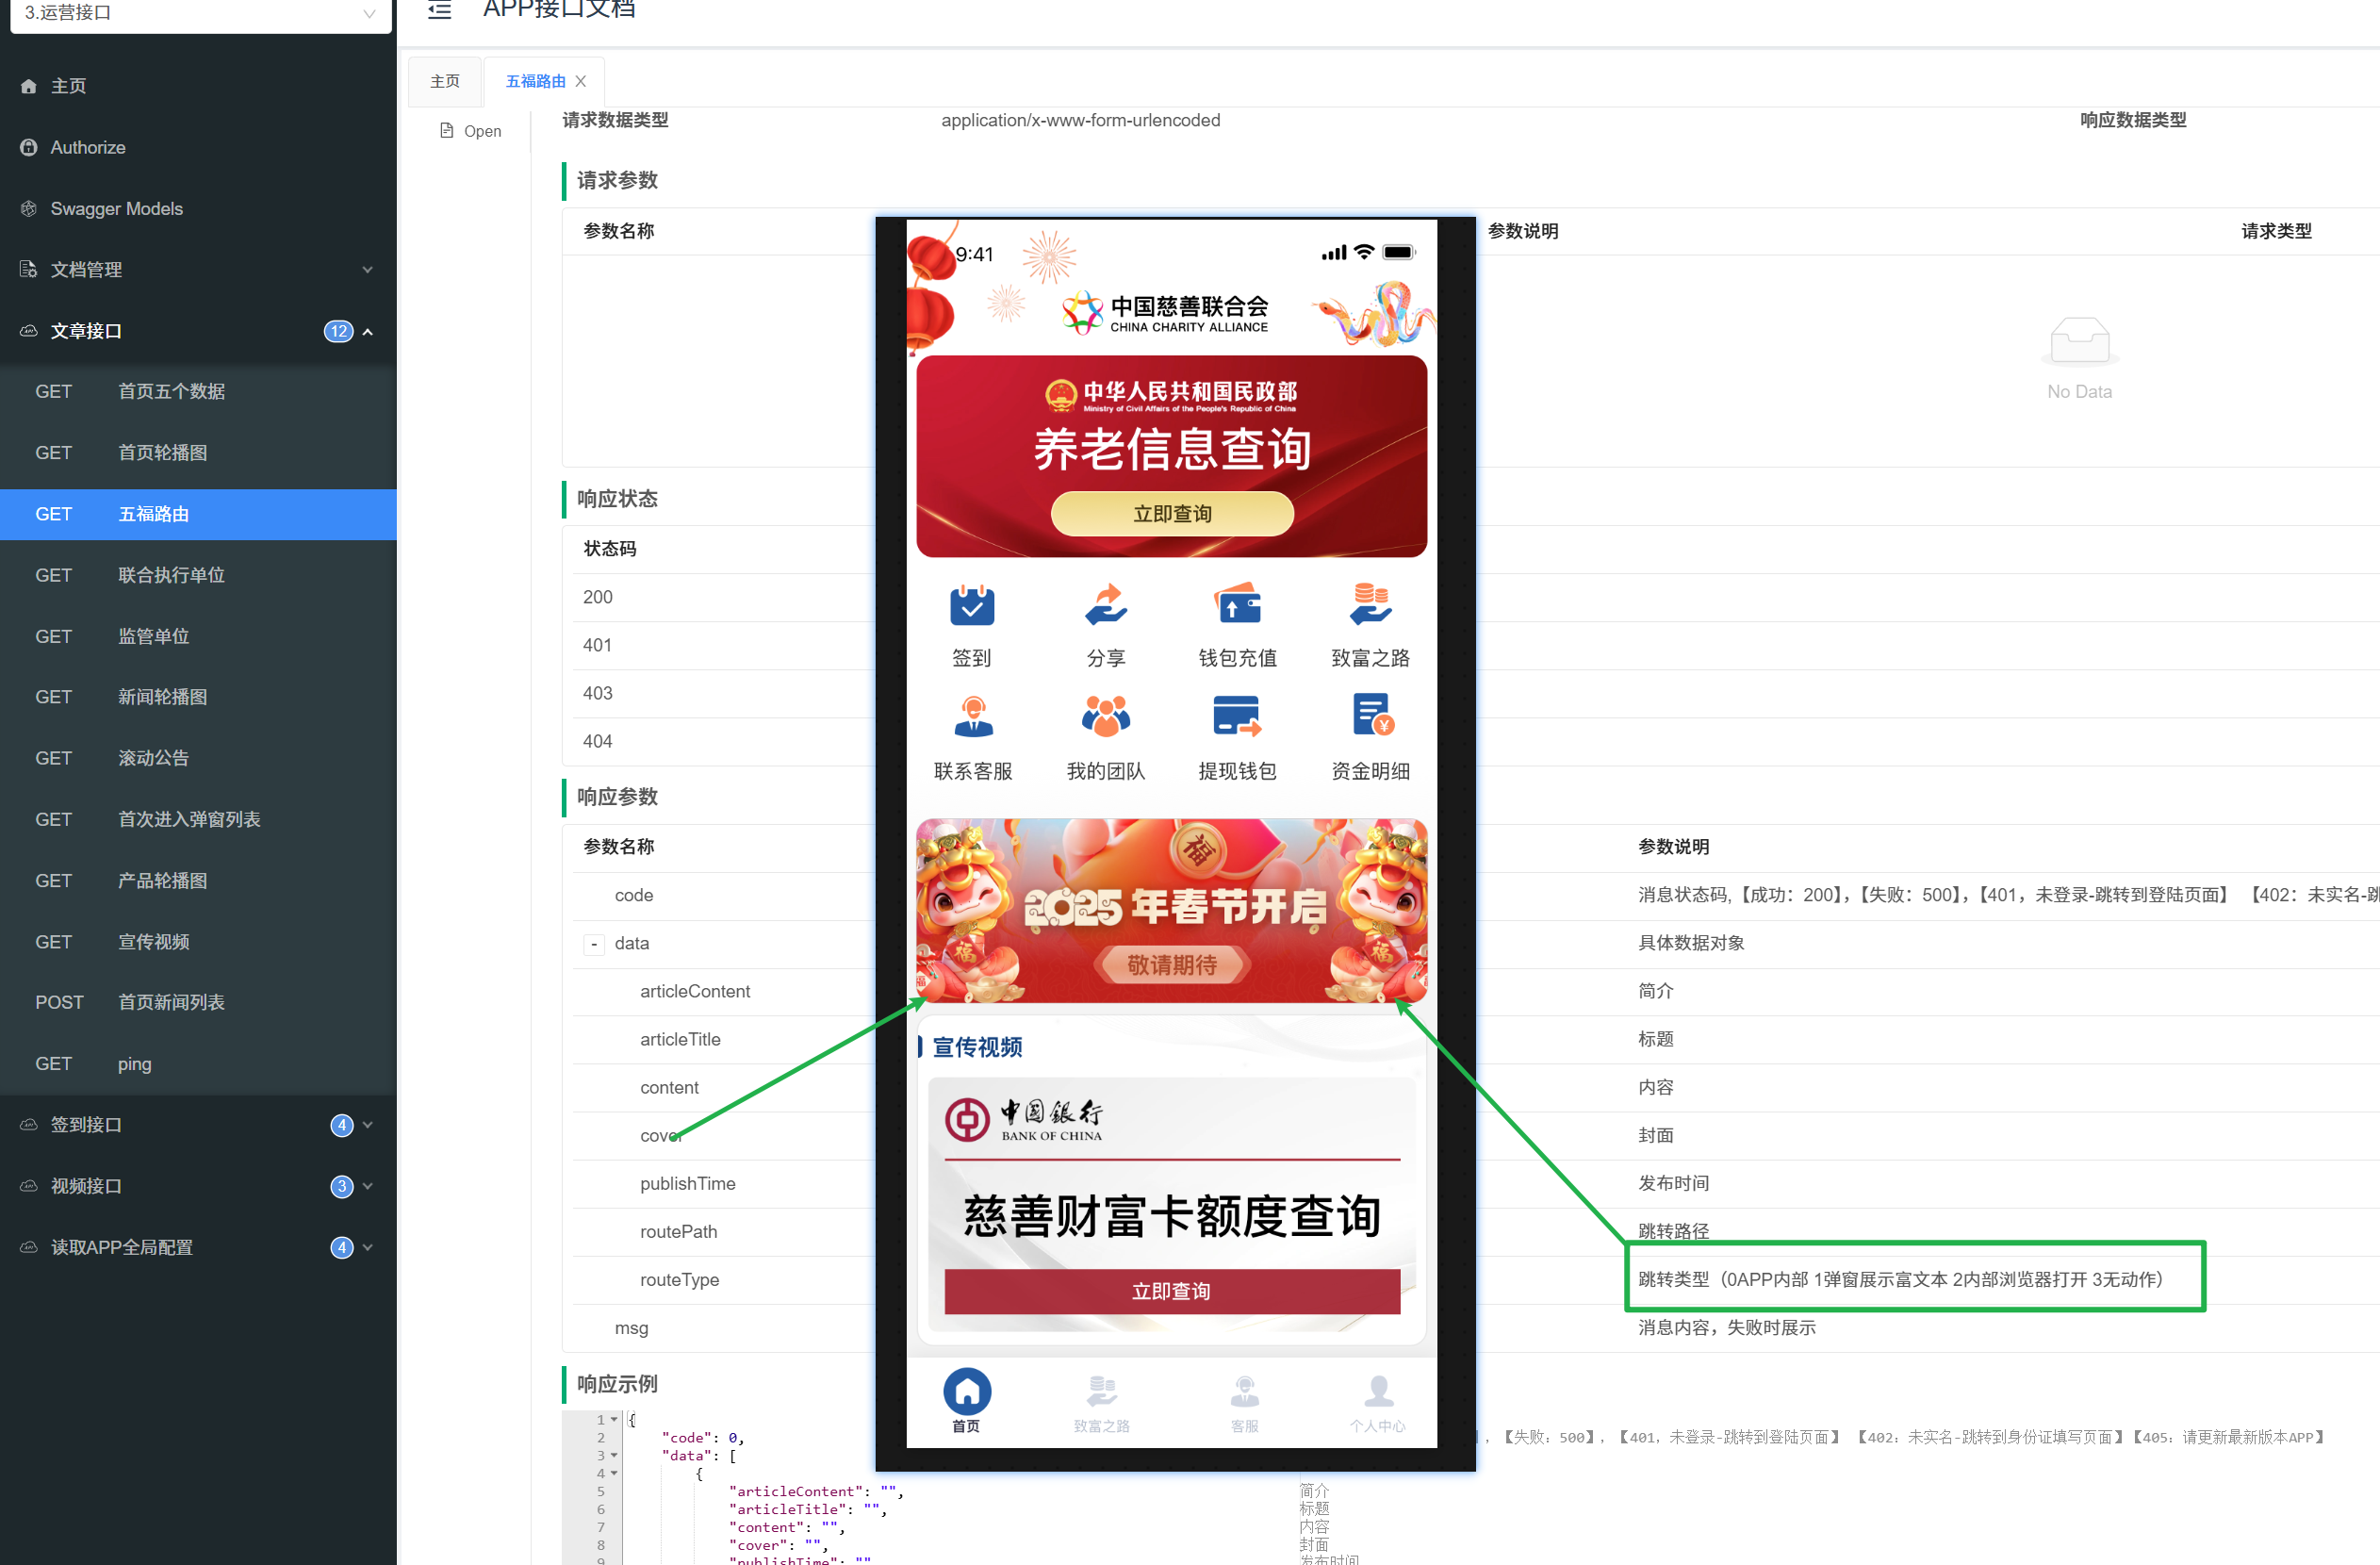 3.运营接口
APP接口文档
主页
Authorize
Swagger Models
文档管理
文章接口 12
GET 首页五个数据
GET 首页轮播图
GET 五福路由
GET 联合执行单位
GET 监管单位
GET 新闻轮播图
GET 滚动公告
GET 首次进入弹窗列表
GET 产品轮播图
GET 宣传视频
POST 首页新闻列表
GET ping
签到接口 4
视频接口 3
读取APP全局配置 4
主页 五福路由
Open
请求数据类型 application/x-www-form-urlencoded 响应数据类型
请求参数
参数名称 参数说明 请求类型
No Data
响应状态
状态码
200
401
403
404
响应参数
参数名称 参数说明
code 消息状态码,【成功：200】,【失败：500】,【401，未登录-跳转到登陆页面】 【402：未实名-跳
- data 具体数据对象
articleContent 简介
articleTitle 标题
content 内容
cover 封面
publishTime 发布时间
routePath 跳转路径
routeType 跳转类型（0APP内部 1弹窗展示富文本 2内部浏览器打开 3无动作）
msg 消息内容，失败时展示
响应示例
1 {
2 "code": 0, 】,【失败：500】,【401，未登录-跳转到登陆页面】 【402：未实名-跳转到身份证填写页面】【405：请更新最新版本APP】
3 "data": [
4 {
5 "articleContent": "", 简介
6 "articleTitle": "", 标题
7 "content": "", 内容
8 "cover": "", 封面
9 "publishTime": "" 发布时间
9:41
中国慈善联合会
CHINA CHARITY ALLIANCE
中华人民共和国民政部
Ministry of Civil Affairs of the People's Republic of China
养老信息查询
立即查询
签到 分享 钱包充值 致富之路
联系客服 我的团队 提现钱包 资金明细
福
2025 年春节开启
敬请期待
福 福
宣传视频
中国銀行
BANK OF CHINA
慈善财富卡额度查询
立即查询
首页 致富之路 客服 个人中心